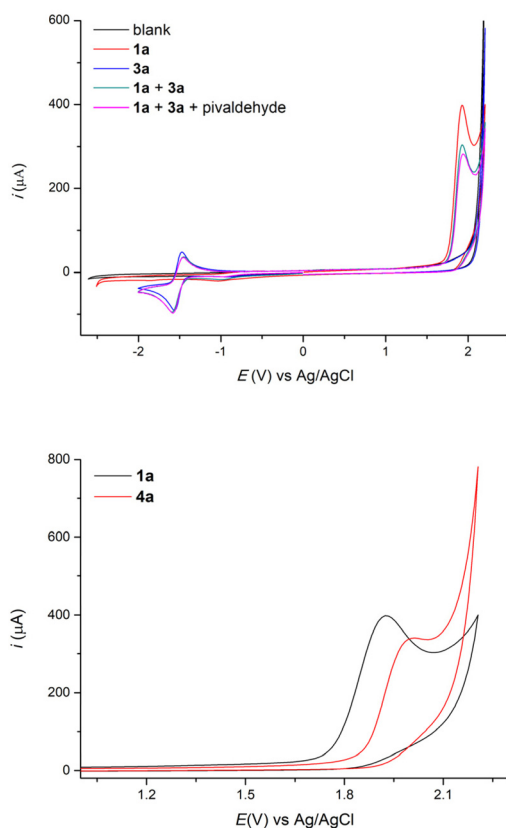 600
400
200
0
i (µA)
blank
1a
3a
1a + 3a
1a + 3a + pivaldehyde
-2 -1 0 1 2
E (V) vs Ag/AgCl
800
600
400
200
0
i (µA)
1a
4a
1.2 1.5 1.8 2.1
E(V) vs Ag/AgCl